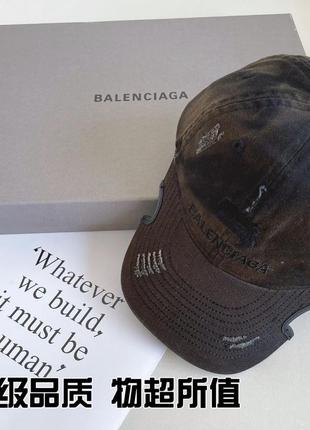 BALENCIAGA
BALENCIAGA
"Whatever
we build,
it must be
human."
级品质 物超所值